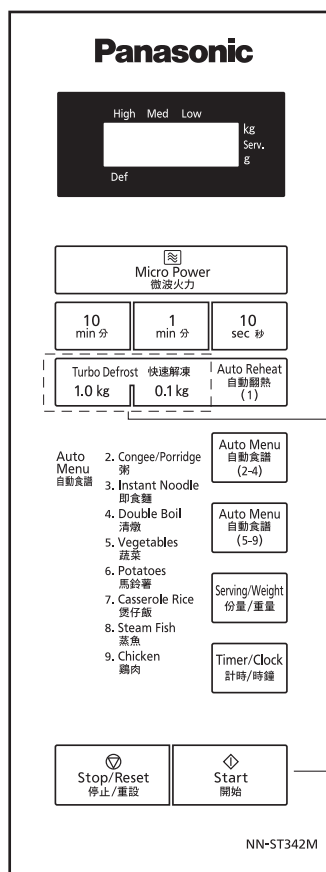 Panasonic
High Med Low
kg
Serv.
g
Def
Micro Power
微波火力
10
min 分
1
min 分
10
sec 秒
Turbo Defrost 快速解凍
1.0 kg 0.1 kg
Auto Reheat
自動翻熱
(1)
Auto
Menu
自動食譜
2. Congee/Porridge
粥
3. Instant Noodle
即食麵
4. Double Boil
清燉
5. Vegetables
蔬菜
6. Potatoes
馬鈴薯
7. Casserole Rice
煲仔飯
8. Steam Fish
蒸魚
9. Chicken
鷄肉
Auto Menu
自動食譜
(2-4)
Auto Menu
自動食譜
(5-9)
Serving/Weight
份量/重量
Timer/Clock
計時/時鐘
Stop/Reset
停止/重設
Start
開始
NN-ST342M